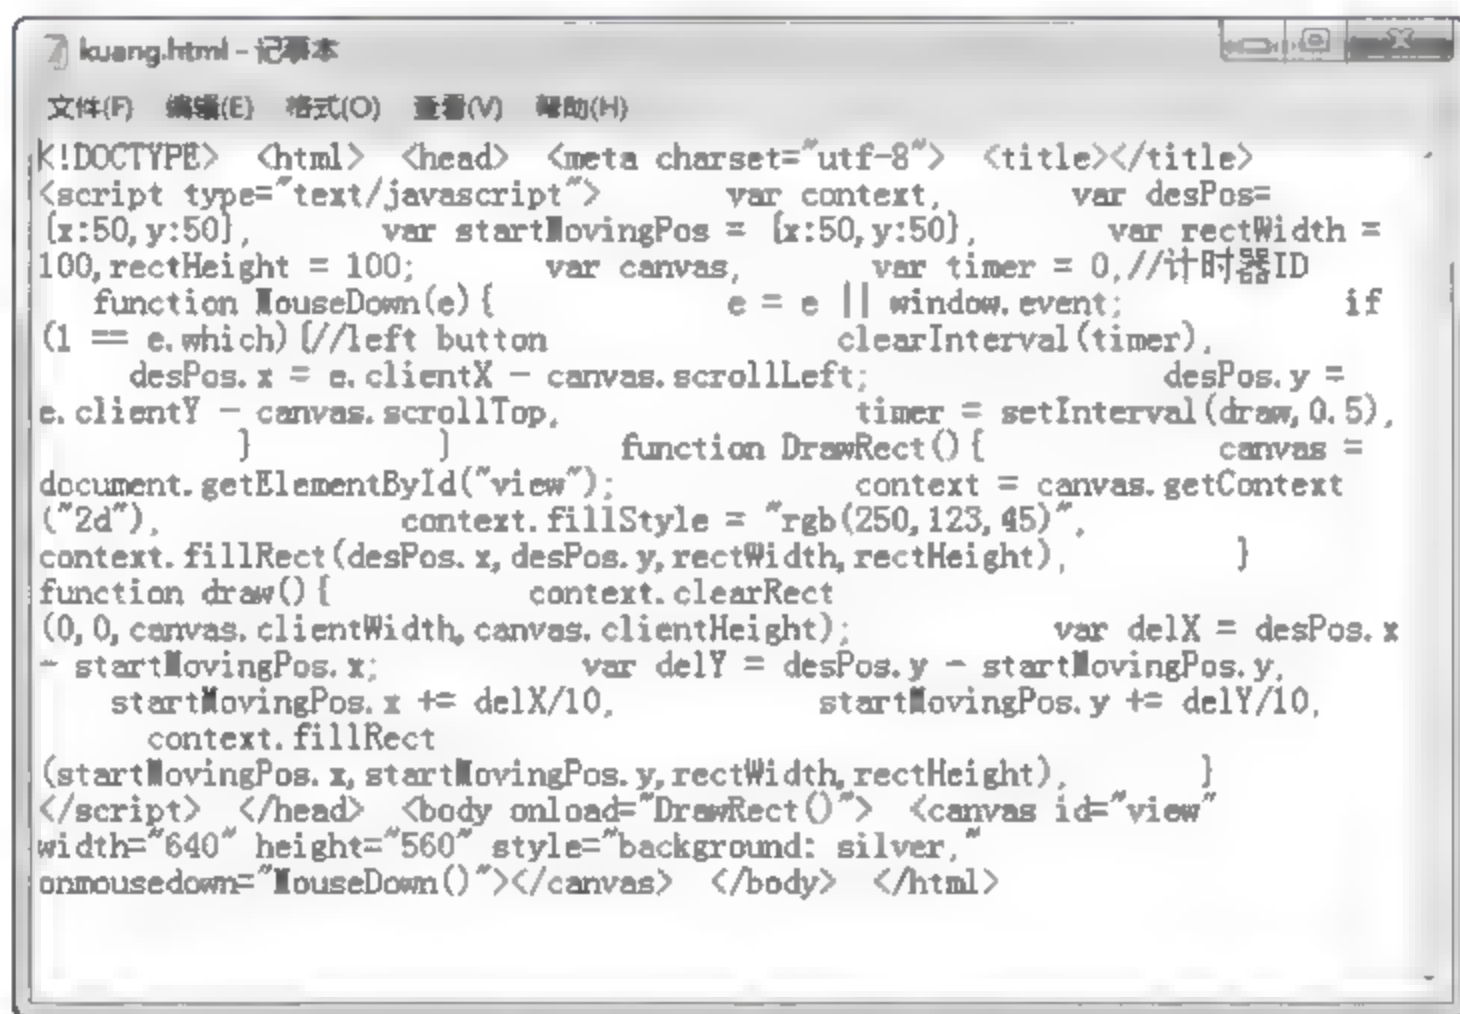 kuang.html - 记事本
文件(F) 编辑(E) 格式(O) 查看(V) 帮助(H)
<!DOCTYPE> <html> <head> <meta charset="utf-8"> <title></title>
<script type="text/javascript"> var context; var desPos=
{x:50,y:50}; var startMovingPos = {x:50,y:50}; var rectWidth =
100,rectHeight = 100; var canvas; var timer = 0;//计时器ID
function MouseDown(e){ e = e || window.event; if
(1 == e.which){//left button clearInterval(timer);
desPos.x = e.clientX - canvas.scrollLeft; desPos.y =
e.clientY - canvas.scrollTop; timer = setInterval(draw,0.5);
} } function DrawRect(){ canvas =
document.getElementById("view"); context = canvas.getContext
("2d"); context.fillStyle = "rgb(250,123,45)";
context.fillRect(desPos.x,desPos.y,rectWidth,rectHeight); }
function draw(){ context.clearRect
(0,0,canvas.clientWidth,canvas.clientHeight); var delX = desPos.x
- startMovingPos.x; var delY = desPos.y - startMovingPos.y;
startMovingPos.x += delX/10; startMovingPos.y += delY/10;
context.fillRect
(startMovingPos.x,startMovingPos.y,rectWidth,rectHeight); }
</script> </head> <body onload="DrawRect()"> <canvas id="view"
width="640" height="560" style="background: silver;"
onmousedown="MouseDown()"></canvas> </body> </html>